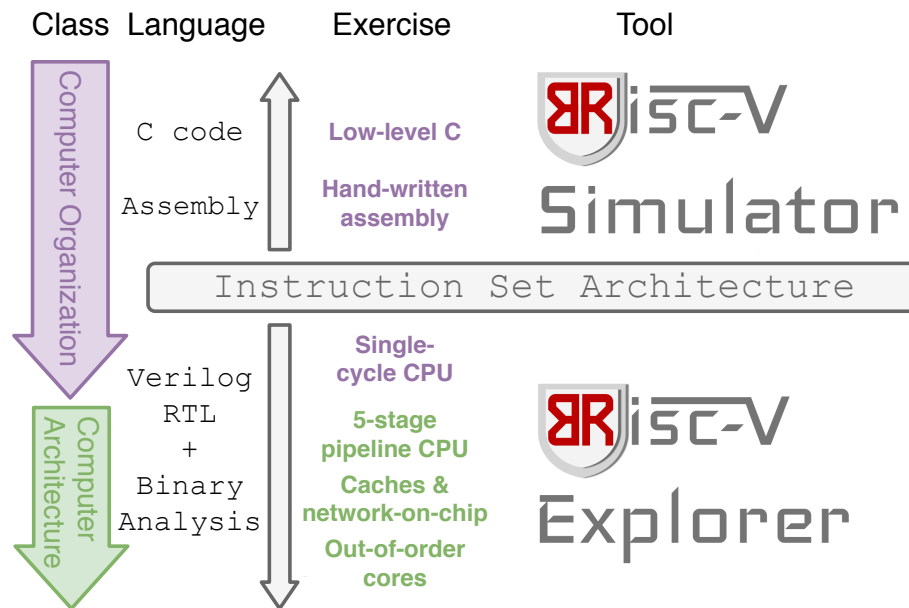 Class Language Exercise Tool
Computer Organization
C code
Assembly
Low-level C
Hand-written
assembly
BRISC-V
Simulator
Instruction Set Architecture
Computer
Architecture
Verilog
RTL
+
Binary
Analysis
Single-
cycle CPU
5-stage
pipeline CPU
Caches &
network-on-chip
Out-of-order
cores
BRISC-V
Explorer